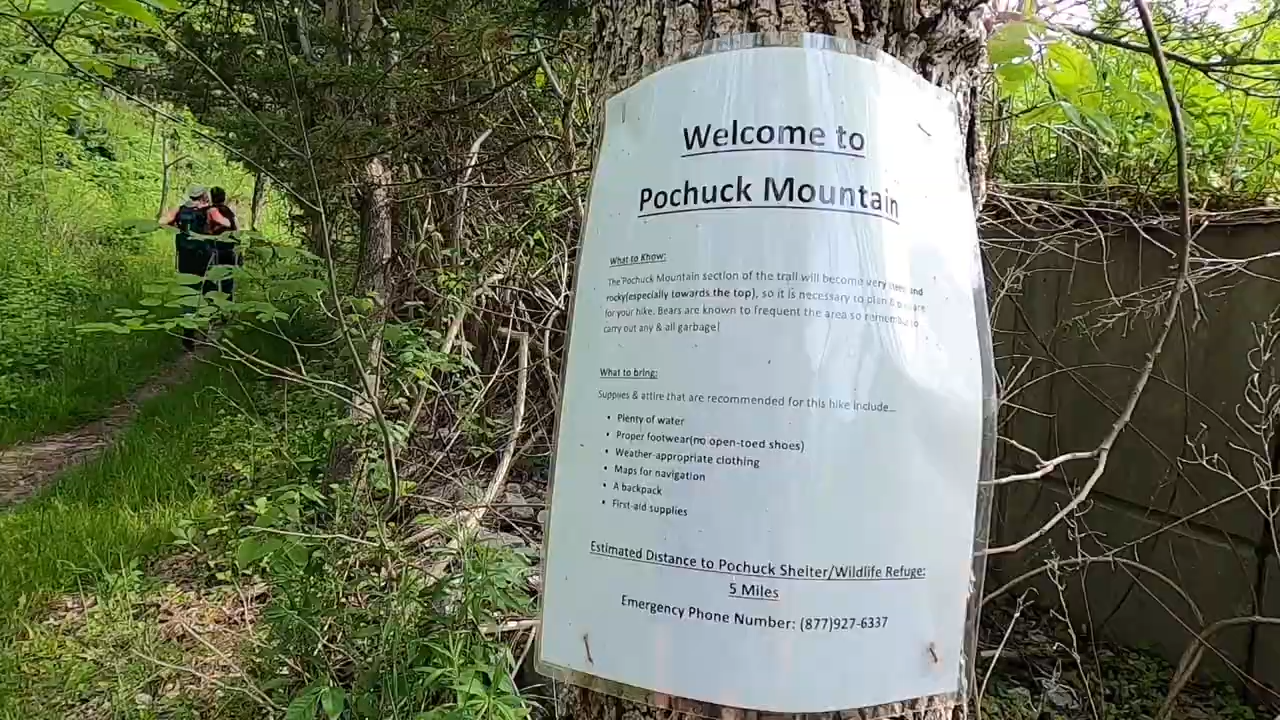 Welcome to
Pochuck Mountain
What to Know:
The Pochuck Mountain section of the trail will become very steep and
rocky(especially towards the top), so it is necessary to plan &
for your hike. Bears are known to frequent the area so remember to
carry out any & all garbage!
What to bring:
Supplies & attire that are recommended for this hike include...
• Plenty of water
• Proper footwear(no open-toed shoes)
• Weather-appropriate clothing
• Maps for navigation
• A backpack
• First-aid supplies
Estimated Distance to Pochuck Shelter/Wildlife Refuge:
5 Miles
Emergency Phone Number: (877)927-6337